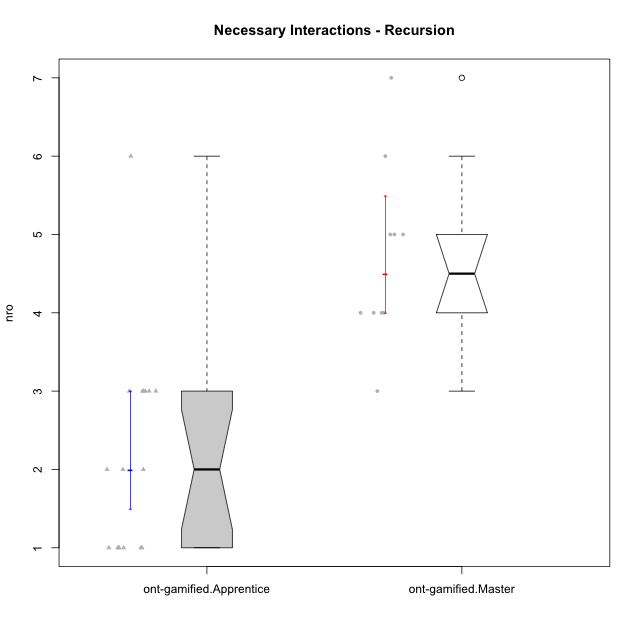 Necessary Interactions - Recursion
nro
7
6
5
4
3
2
1
ont-gamified.Apprentice
ont-gamified.Master